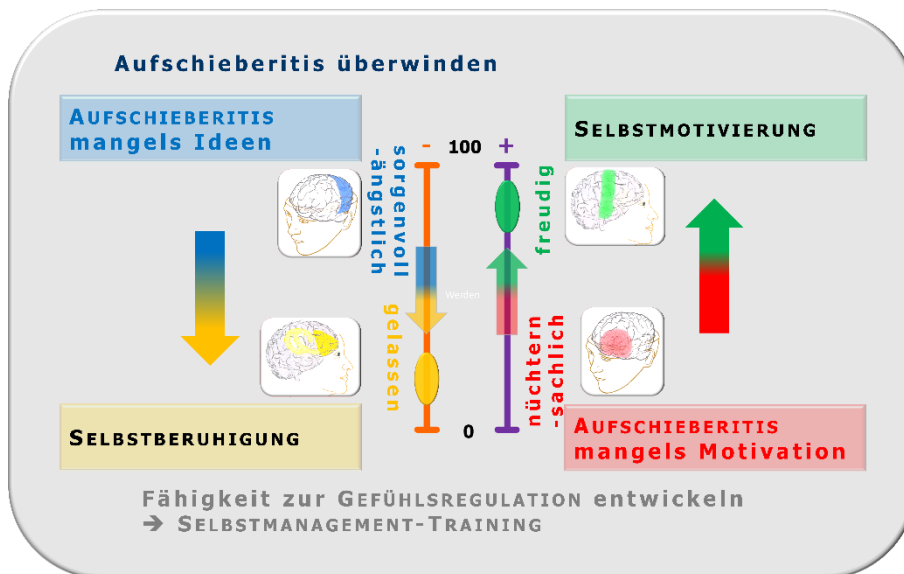 Aufschieberitis überwinden
AUFSCHIEBERITIS
mangels Ideen
SELBSTMOTIVIERUNG
- 100 +
sorgenvoll
-ängstlich
freudig
Werden
gelassen
nüchtern
-sachlich
SELBSTBERUHIGUNG
0
AUFSCHIEBERITIS
mangels Motivation
Fähigkeit zur GEFÜHLSREGULATION entwickeln
➔ SELBSTMANAGEMENT-TRAINING